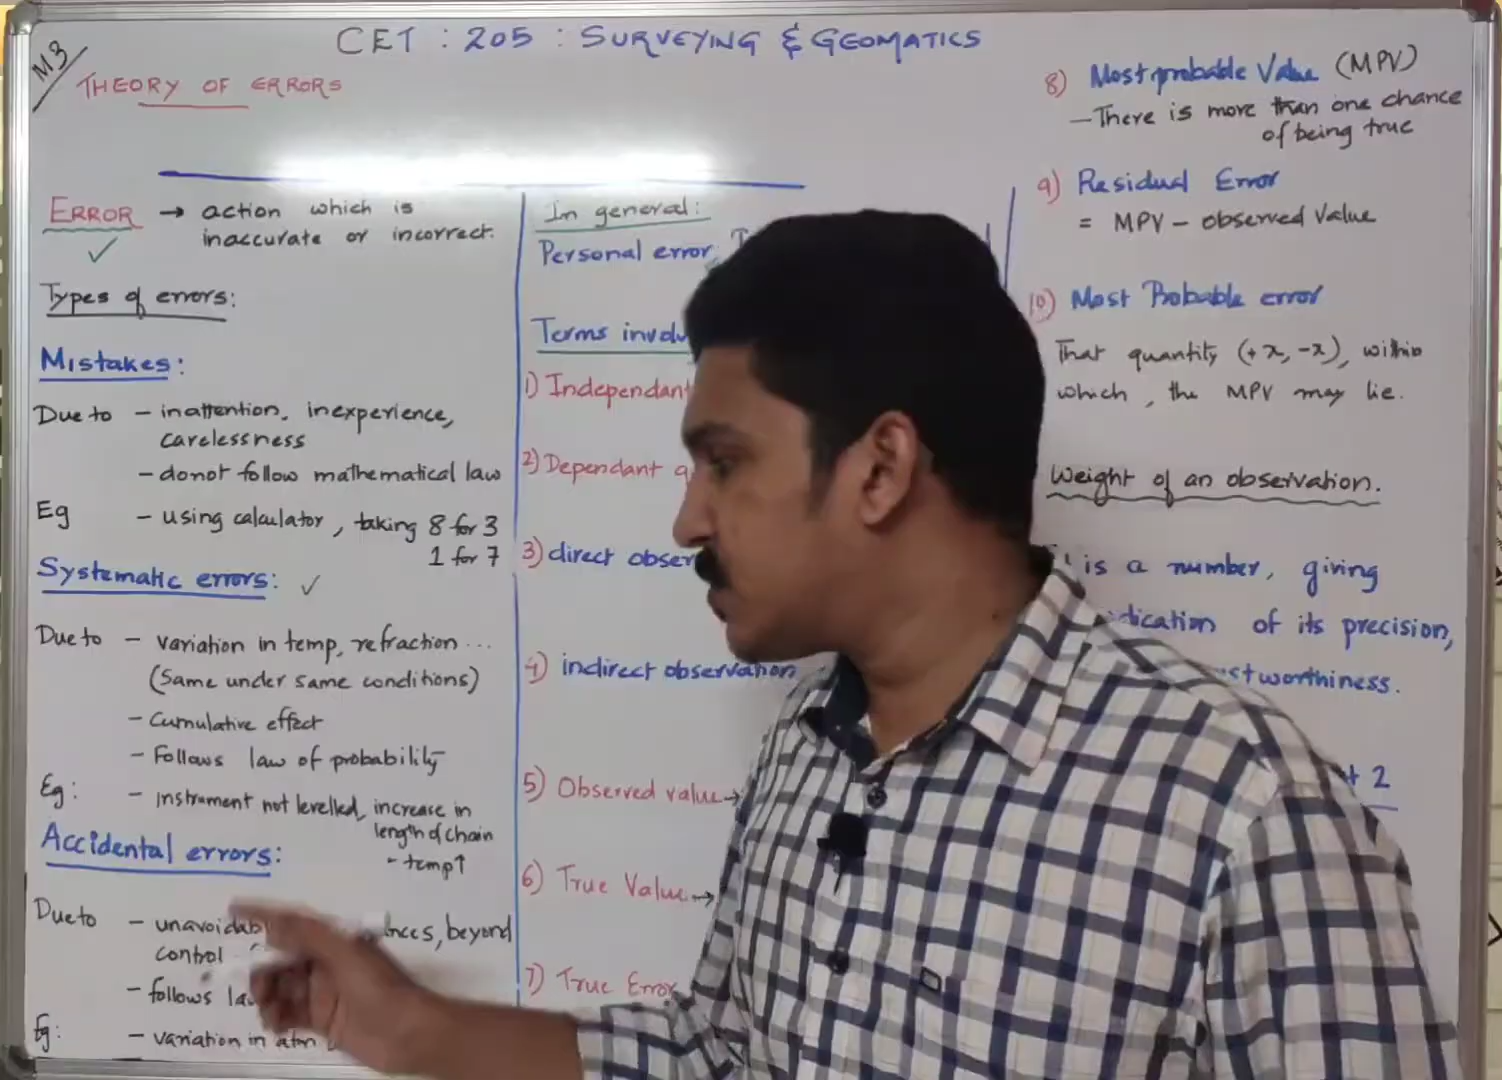 M3
CET : 205 : SURVEYING & GEOMATICS
THEORY OF ERRORS
ERROR → action which is
inaccurate or incorrect.
Types of errors:
Mistakes:
Due to - inattention, inexperience,
carelessness
- donot follow mathematical law
Eg - using calculator, taking 8 for 3
1 for 7
Systematic errors:
Due to - variation in temp, refraction...
(Same under same conditions)
- Cumulative effect
- Follows law of probability
Eg: - instrument not levelled, increase in
length of chain
- temp↑
Accidental errors:
Due to - beyond
control
- follows
Eg: - variation in atm
In general:
Personal error,
Terms
1) Independant
2) Dependant
3) direct
4) indirect observation
5) Observed value→
6) True Value→
7) True Error
8) Most probable Value (MPV)
- There is more than one chance
of being true
9) Residual Error
= MPV - observed value
10) Most Probable error
That quantity (+x, -x), within
which, the MPV may lie.
Weight of an observation.
is a number, giving
of its precision,
2